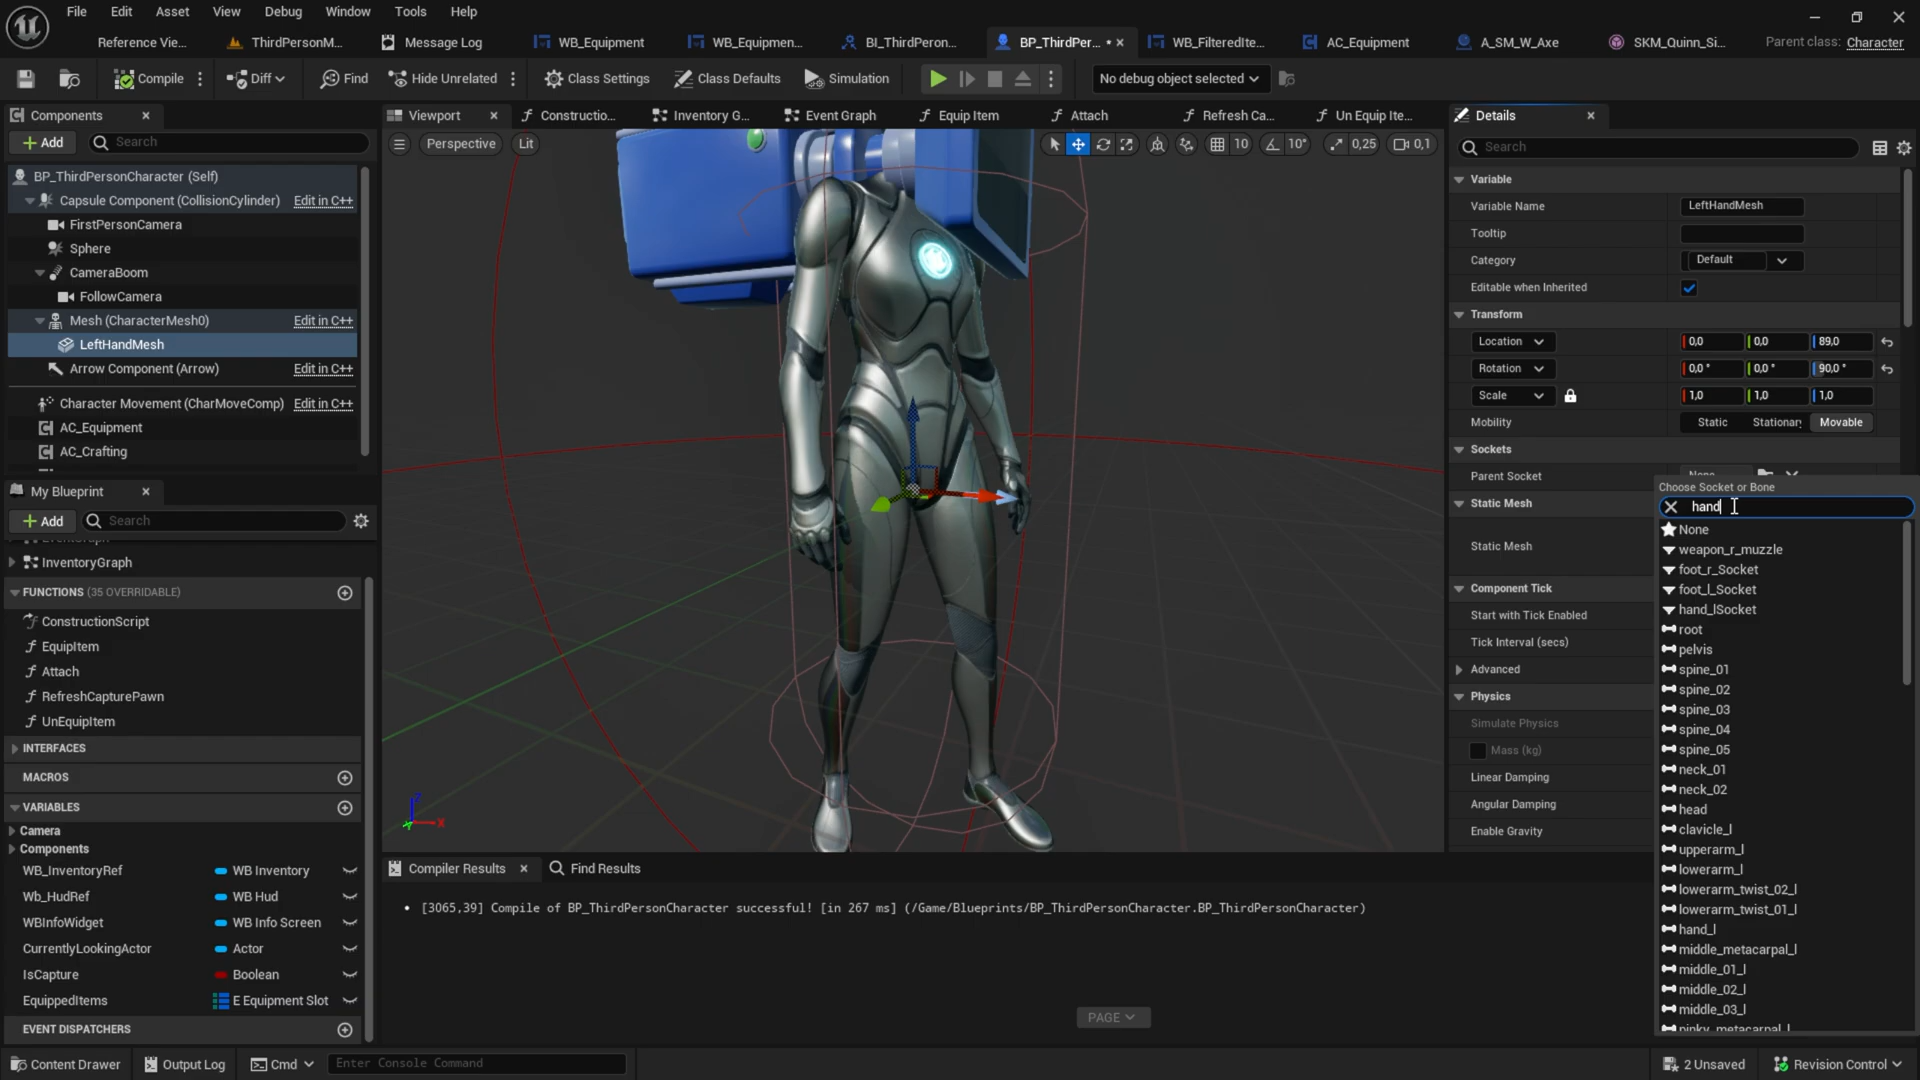 File
Edit
Asset
View
Debug
Window
Tools
Help
Reference Vie...
ThirdPersonM...
Message Log
WB_Equipment
WB_Equipmen...
BI_ThirdPeron...
BP_ThirdPer...
WB_FilteredIte...
AC_Equipment
A_SM_W_Axe
SKM_Quinn_Si...
Parent class: Character
Compile
Diff
Find
Hide Unrelated
Class Settings
Class Defaults
Simulation
No debug object selected
Components
Add
Search
BP_ThirdPersonCharacter (Self)
Capsule Component (CollisionCylinder) Edit in C++
FirstPersonCamera
Sphere
CameraBoom
FollowCamera
Mesh (CharacterMesh0) Edit in C++
LeftHandMesh
Arrow Component (Arrow) Edit in C++
Character Movement (CharMoveComp) Edit in C++
AC_Equipment
AC_Crafting
My Blueprint
Add
Search
EventGraph
InventoryGraph
FUNCTIONS (35 OVERRIDABLE)
ConstructionScript
EquipItem
Attach
RefreshCapturePawn
UnEquipItem
INTERFACES
MACROS
VARIABLES
Camera
Components
WB_InventoryRef WB Inventory
Wb_HudRef WB Hud
WBInfoWidget WB Info Screen
CurrentlyLookingActor Actor
IsCapture Boolean
EquippedItems E Equipment Slot
EVENT DISPATCHERS
Viewport
Constructio...
Inventory G...
Event Graph
Equip Item
Attach
Refresh Ca...
Un Equip Ite...
Perspective
Lit
10
10°
0,25
0,1
Z
X
Y
Compiler Results
Find Results
[3065,39] Compile of BP_ThirdPersonCharacter successful! [in 267 ms] (/Game/Blueprints/BP_ThirdPersonCharacter.BP_ThirdPersonCharacter)
PAGE
Details
Search
Variable
Variable Name LeftHandMesh
Tooltip
Category Default
Editable when Inherited
Transform
Location 0,0 0,0 89,0
Rotation 0,0 ° 0,0 ° 90,0 °
Scale 1,0 1,0 1,0
Mobility Static Stationary Movable
Sockets
Parent Socket None
Static Mesh
Static Mesh
Component Tick
Start with Tick Enabled
Tick Interval (secs)
Advanced
Physics
Simulate Physics
Mass (kg)
Linear Damping
Angular Damping
Enable Gravity
Choose Socket or Bone
hand
None
weapon_r_muzzle
foot_r_Socket
foot_l_Socket
hand_lSocket
root
pelvis
spine_01
spine_02
spine_03
spine_04
spine_05
neck_01
neck_02
head
clavicle_l
upperarm_l
lowerarm_l
lowerarm_twist_02_l
lowerarm_twist_01_l
hand_l
middle_metacarpal_l
middle_01_l
middle_02_l
middle_03_l
pinky_metacarpal_l
Content Drawer
Output Log
Cmd
Enter Console Command
2 Unsaved
Revision Control